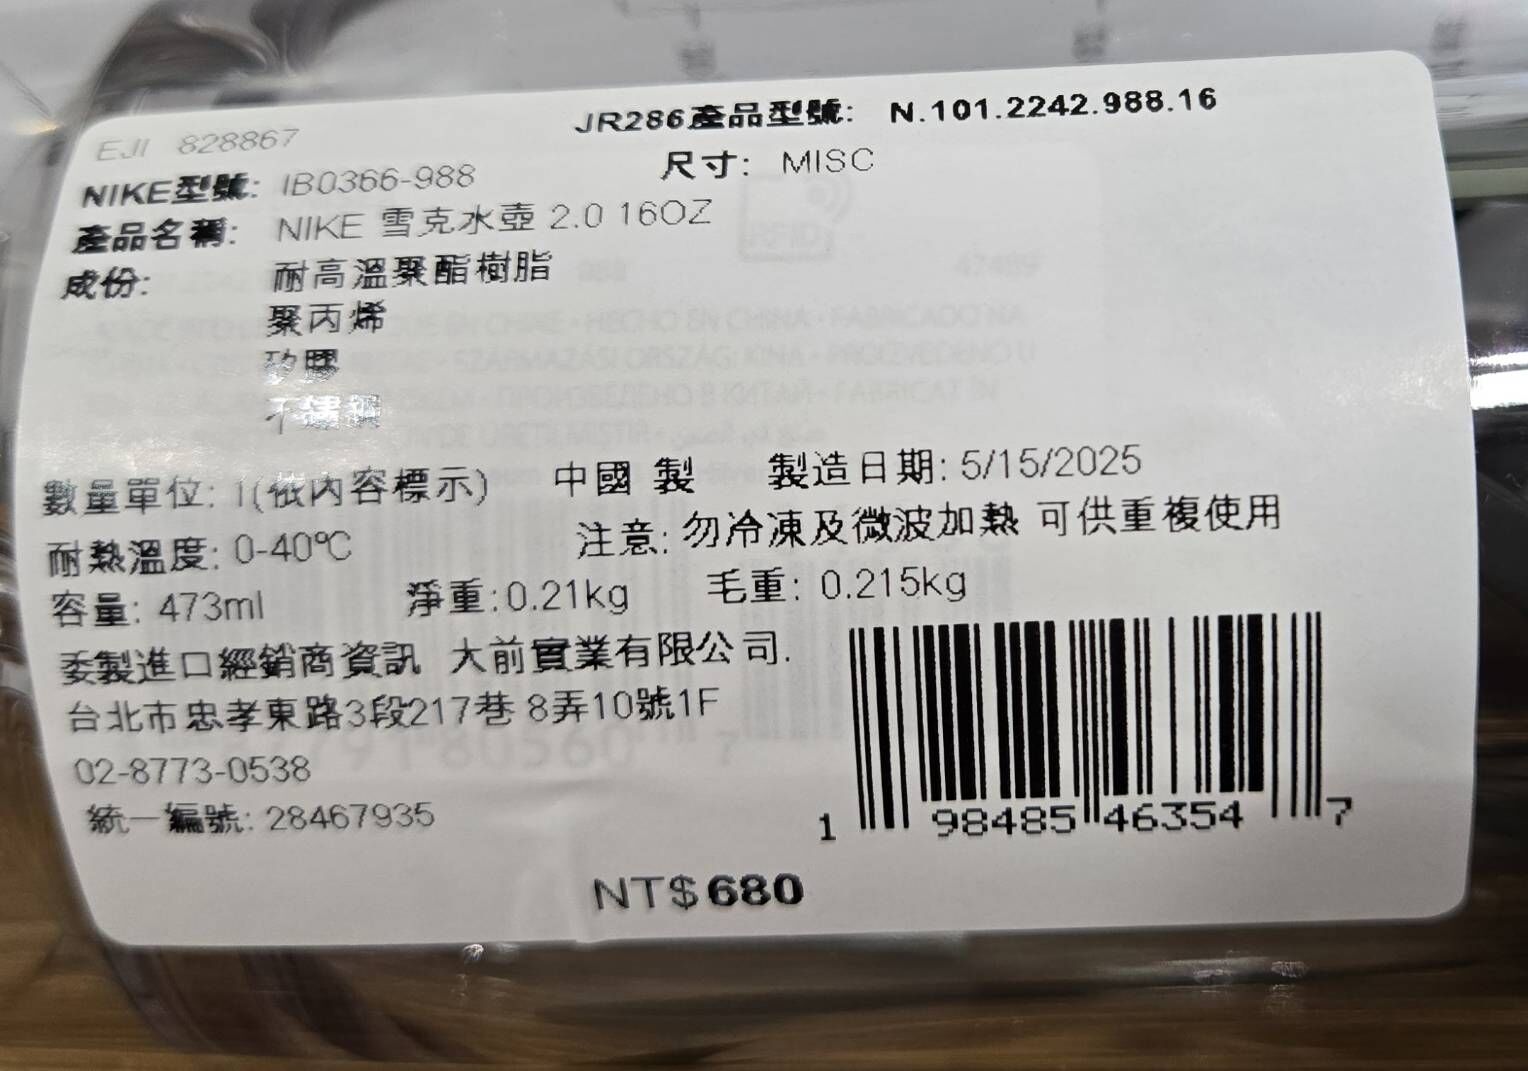 JR286產品型號: N.101.2242.988.16
EJI 828867
尺寸: MISC
NIKE型號: IB0366-988
產品名稱: NIKE 雪克水壺 2.0 16OZ
成份: 耐高溫聚酯樹脂
聚丙烯
矽膠
不鏽鋼
數量單位: 1(依內容標示) 中國 製 製造日期: 5/15/2025
耐熱溫度: 0-40℃ 注意: 勿冷凍及微波加熱 可供重複使用
容量: 473ml 淨重:0.21kg 毛重: 0.215kg
委製進口經銷商資訊 大前實業有限公司.
台北市忠孝東路3段217巷 8弄10號1F
02-8773-0538
統一編號: 28467935
1 98485 46354 7
NT$680